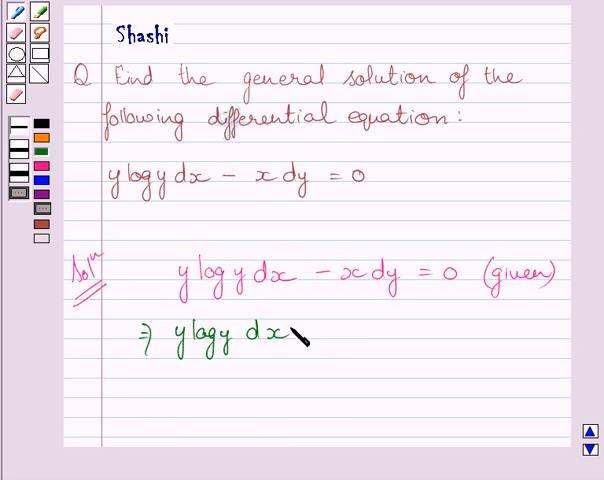 Shashi
Q Find the general solution of the
following differential equation:
y log y dx - x dy = 0
Solⁿ y log y dx - x dy = 0 (given)
⇒ y log y dx